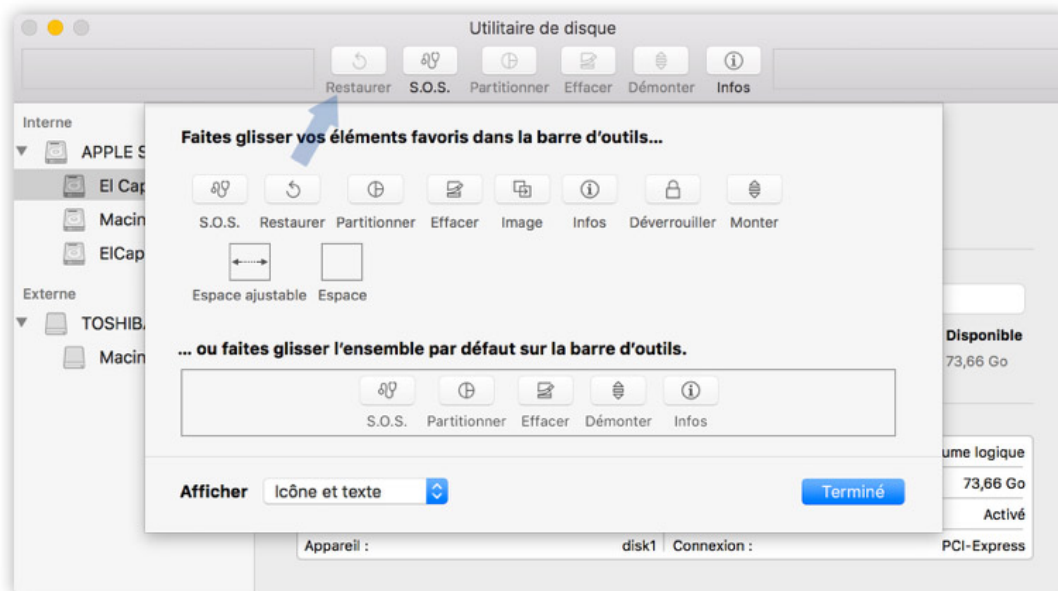 Utilitaire de disque
Restaurer S.O.S. Partitionner Effacer Démonter Infos
Interne
APPLE S
El Cap
Macin
ElCap
Externe
TOSHIB
Macin
Faites glisser vos éléments favoris dans la barre d’outils...
S.O.S. Restaurer Partitionner Effacer Image Infos Déverrouiller Monter
Espace ajustable Espace
... ou faites glisser l’ensemble par défaut sur la barre d’outils.
S.O.S. Partitionner Effacer Démonter Infos
Afficher Icône et texte Terminé
Disponible
73,66 Go
ume logique
73,66 Go
Activé
Appareil : disk1 Connexion : PCI-Express